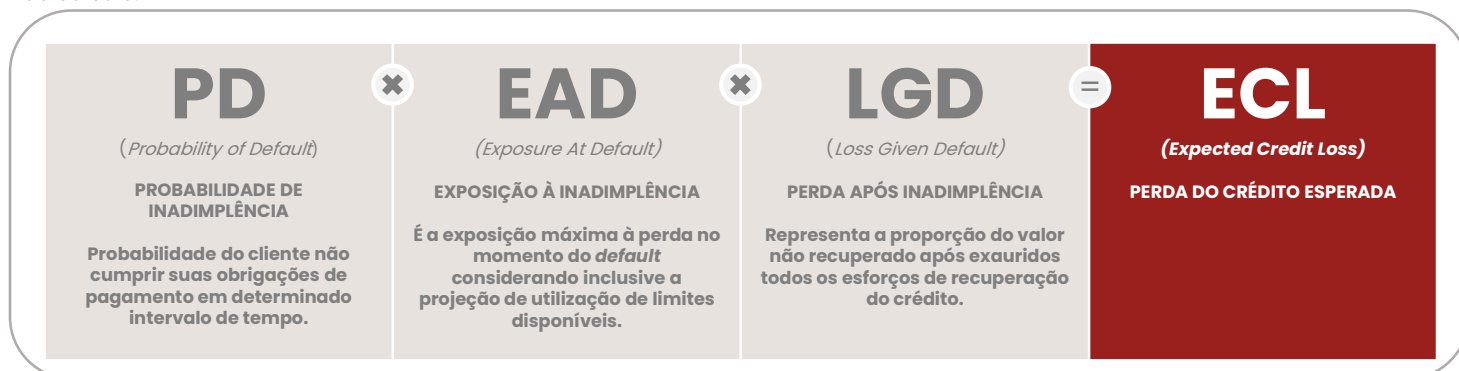 PD
(Probability of Default)
PROBABILIDADE DE
INADIMPLÊNCIA
Probabilidade do cliente não
cumprir suas obrigações de
pagamento em determinado
intervalo de tempo.
✖
EAD
(Exposure At Default)
EXPOSIÇÃO À INADIMPLÊNCIA
É a exposição máxima à perda no
momento do default
considerando inclusive a
projeção de utilização de limites
disponíveis.
✖
LGD
(Loss Given Default)
PERDA APÓS INADIMPLÊNCIA
Representa a proporção do valor
não recuperado após exauridos
todos os esforços de recuperação
do crédito.
=
ECL
(Expected Credit Loss)
PERDA DO CRÉDITO ESPERADA